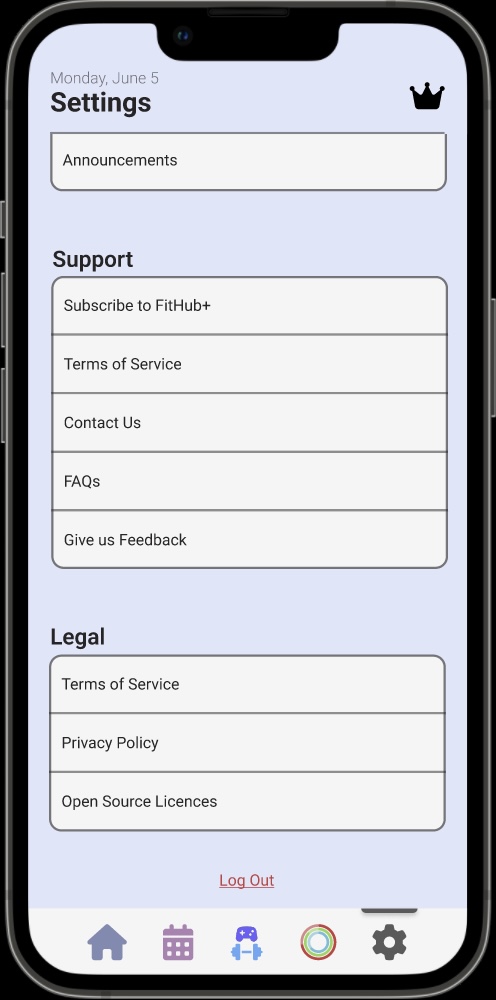 Monday, June 5
Settings
Announcements
Support
Subscribe to FitHub+
Terms of Service
Contact Us
FAQs
Give us Feedback
Legal
Terms of Service
Privacy Policy
Open Source Licences
Log Out